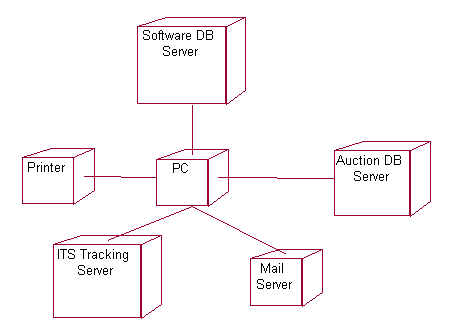 Software DB
Server
Printer
PC
Auction DB
Server
ITS Tracking
Server
Mail
Server